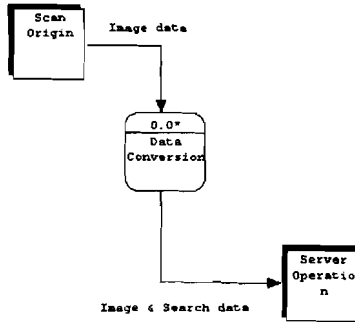 Scan
Origin
Image data
0.0*
Data
Conversion
Server
Operatio
n
Image & Search data